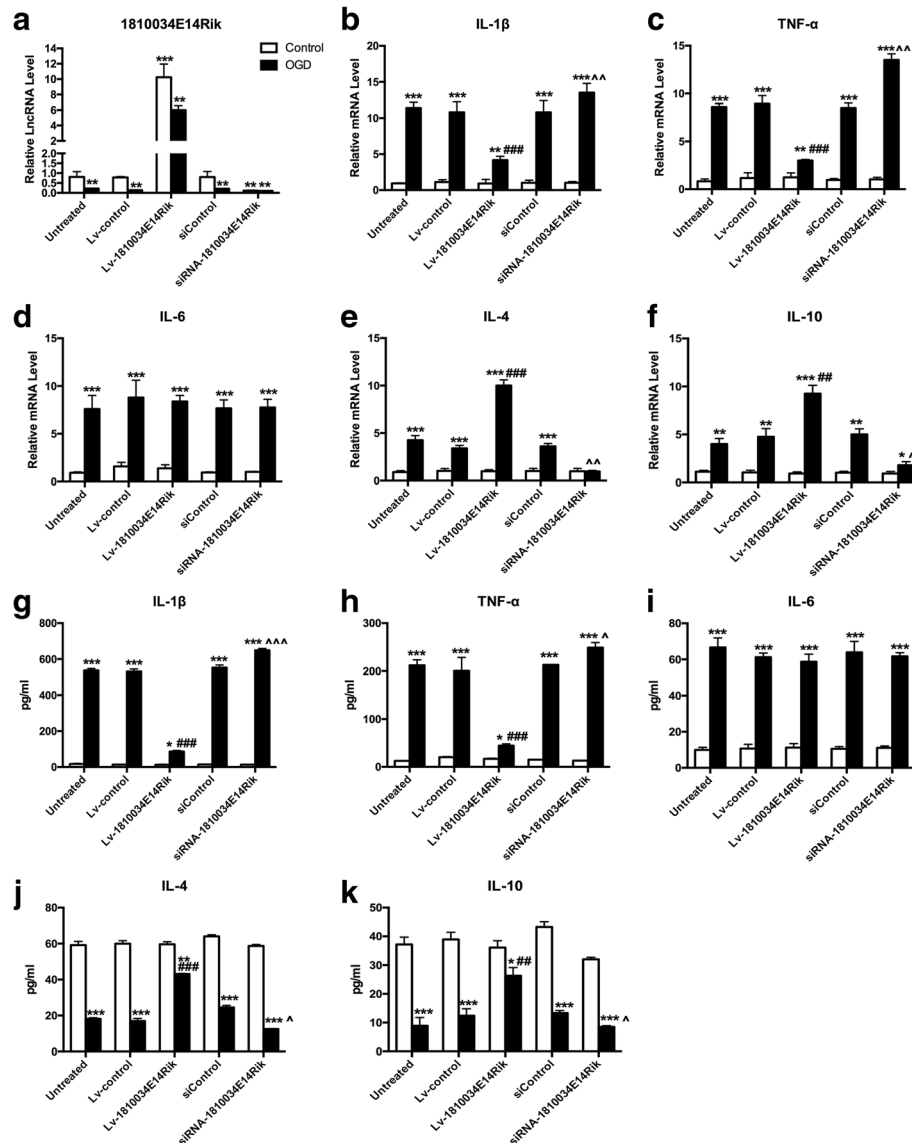 a
1810034E14Rik
Relative LncRNA Level
14
12
10
8
6
4
2.0
1.5
1.0
0.5
0.0
** ** *** ** ** ** **
Untreated
Lv-control
Lv-1810034E14Rik
siControl
siRNA-1810034E14Rik
Control
OGD
b
IL-1β
Relative mRNA Level
20
15
10
5
0
*** *** ** ### *** ***^^
Untreated
Lv-control
Lv-1810034E14Rik
siControl
siRNA-1810034E14Rik
c
TNF-α
Relative mRNA Level
15
10
5
0
*** *** ** ### *** ***^^
Untreated
Lv-control
Lv-1810034E14Rik
siControl
siRNA-1810034E14Rik
d
IL-6
Relative mRNA Level
15
10
5
0
*** *** *** *** ***
Untreated
Lv-control
Lv-1810034E14Rik
siControl
siRNA-1810034E14Rik
e
IL-4
Relative mRNA Level
15
10
5
0
*** *** *** ### *** ^^
Untreated
Lv-control
Lv-1810034E14Rik
siControl
siRNA-1810034E14Rik
f
IL-10
Relative mRNA Level
15
10
5
0
** ** *** ## ** * ^
Untreated
Lv-control
Lv-1810034E14Rik
siControl
siRNA-1810034E14Rik
g
IL-1β
pg/ml
800
600
400
200
0
*** *** * ### *** *** ^^^
Untreated
Lv-control
Lv-1810034E14Rik
siControl
siRNA-1810034E14Rik
h
TNF-α
pg/ml
300
200
100
0
*** *** * ### *** *** ^
Untreated
Lv-control
Lv-1810034E14Rik
siControl
siRNA-1810034E14Rik
i
IL-6
pg/ml
80
60
40
20
0
*** *** *** *** ***
Untreated
Lv-control
Lv-1810034E14Rik
siControl
siRNA-1810034E14Rik
j
IL-4
pg/ml
80
60
40
20
0
*** *** ** ### *** *** ^
Untreated
Lv-control
Lv-1810034E14Rik
siControl
siRNA-1810034E14Rik
k
IL-10
pg/ml
50
40
30
20
10
0
*** *** * ## *** *** ^
Untreated
Lv-control
Lv-1810034E14Rik
siControl
siRNA-1810034E14Rik